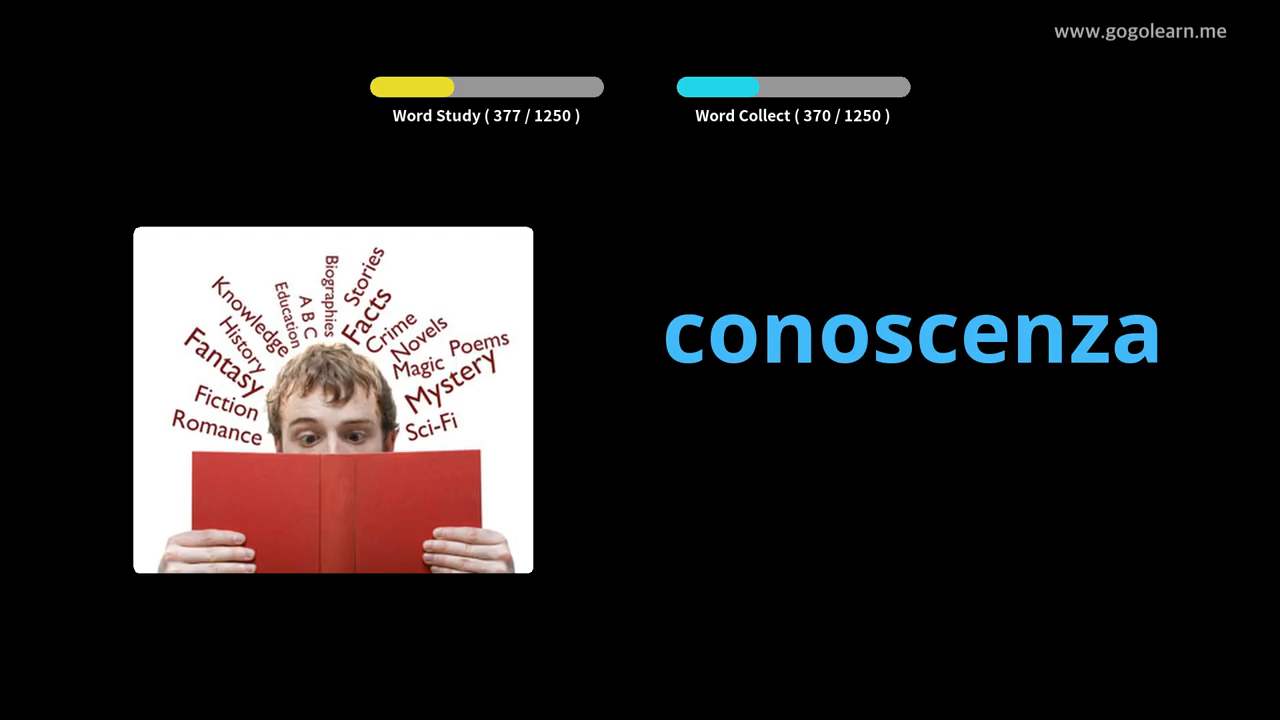 www.gogolearn.me
Word Study ( 377 / 1250 )
Word Collect ( 370 / 1250 )
conoscenza
Romance
Fiction
Fantasy
History
Knowledge
Education
A B C
Biographies
Stories
Facts
Crime
Novels
Magic
Poems
Mystery
Sci-Fi